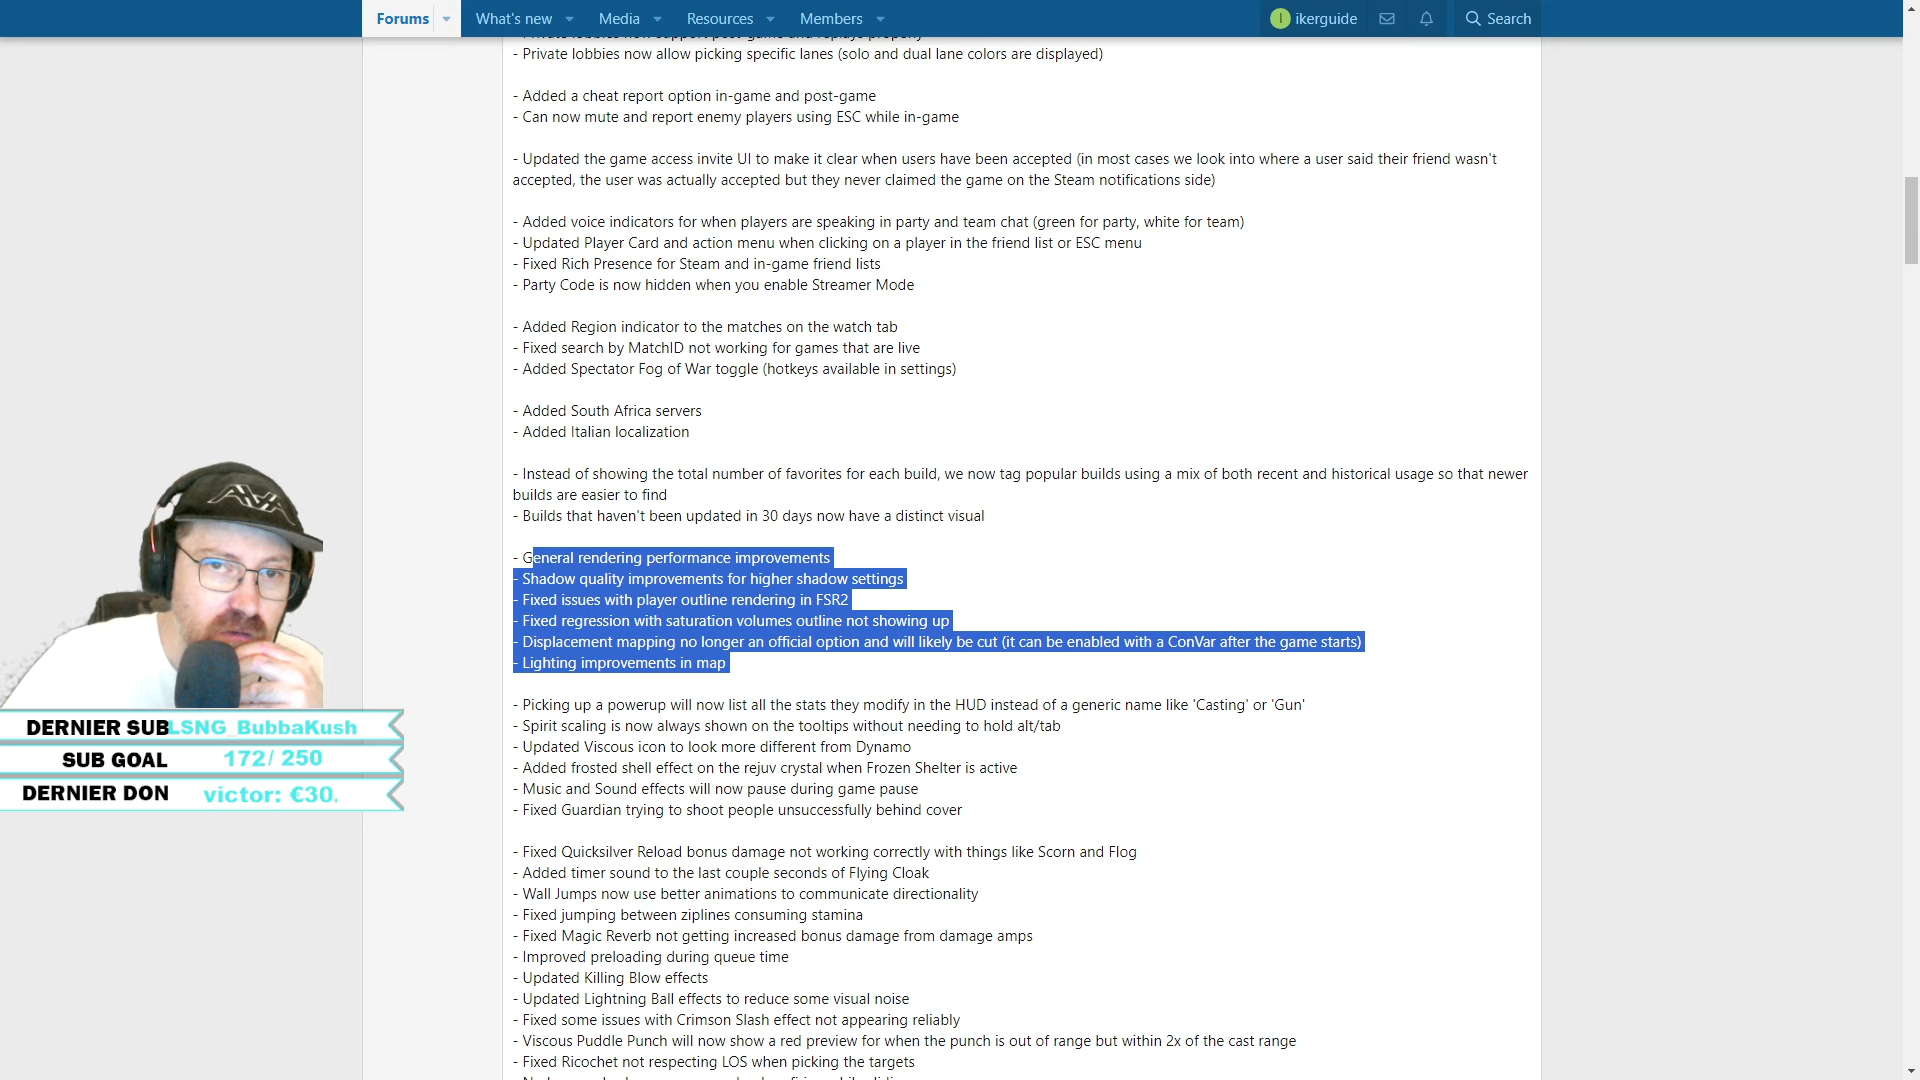 Forums
What's new
Media
Resources
Members
ikerguide
Search
- Private lobbies now allow picking specific lanes (solo and dual lane colors are displayed)
- Added a cheat report option in-game and post-game
- Can now mute and report enemy players using ESC while in-game
- Updated the game access invite UI to make it clear when users have been accepted (in most cases we look into where a user said their friend wasn't
accepted, the user was actually accepted but they never claimed the game on the Steam notifications side)
- Added voice indicators for when players are speaking in party and team chat (green for party, white for team)
- Updated Player Card and action menu when clicking on a player in the friend list or ESC menu
- Fixed Rich Presence for Steam and in-game friend lists
- Party Code is now hidden when you enable Streamer Mode
- Added Region indicator to the matches on the watch tab
- Fixed search by MatchID not working for games that are live
- Added Spectator Fog of War toggle (hotkeys available in settings)
- Added South Africa servers
- Added Italian localization
- Instead of showing the total number of favorites for each build, we now tag popular builds using a mix of both recent and historical usage so that newer
builds are easier to find
- Builds that haven't been updated in 30 days now have a distinct visual
- General rendering performance improvements
- Shadow quality improvements for higher shadow settings
- Fixed issues with player outline rendering in FSR2
- Fixed regression with saturation volumes outline not showing up
- Displacement mapping no longer an official option and will likely be cut (it can be enabled with a ConVar after the game starts)
- Lighting improvements in map
- Picking up a powerup will now list all the stats they modify in the HUD instead of a generic name like 'Casting' or 'Gun'
- Spirit scaling is now always shown on the tooltips without needing to hold alt/tab
- Updated Viscous icon to look more different from Dynamo
- Added frosted shell effect on the rejuv crystal when Frozen Shelter is active
- Music and Sound effects will now pause during game pause
- Fixed Guardian trying to shoot people unsuccessfully behind cover
- Fixed Quicksilver Reload bonus damage not working correctly with things like Scorn and Flog
- Added timer sound to the last couple seconds of Flying Cloak
- Wall Jumps now use better animations to communicate directionality
- Fixed jumping between ziplines consuming stamina
- Fixed Magic Reverb not getting increased bonus damage from damage amps
- Improved preloading during queue time
- Updated Killing Blow effects
- Updated Lightning Ball effects to reduce some visual noise
- Fixed some issues with Crimson Slash effect not appearing reliably
- Viscous Puddle Punch will now show a red preview for when the punch is out of range but within 2x of the cast range
- Fixed Ricochet not respecting LOS when picking the targets
DERNIER SUB LSNG_BubbaKush
SUB GOAL 172/ 250
DERNIER DON victor: €30.